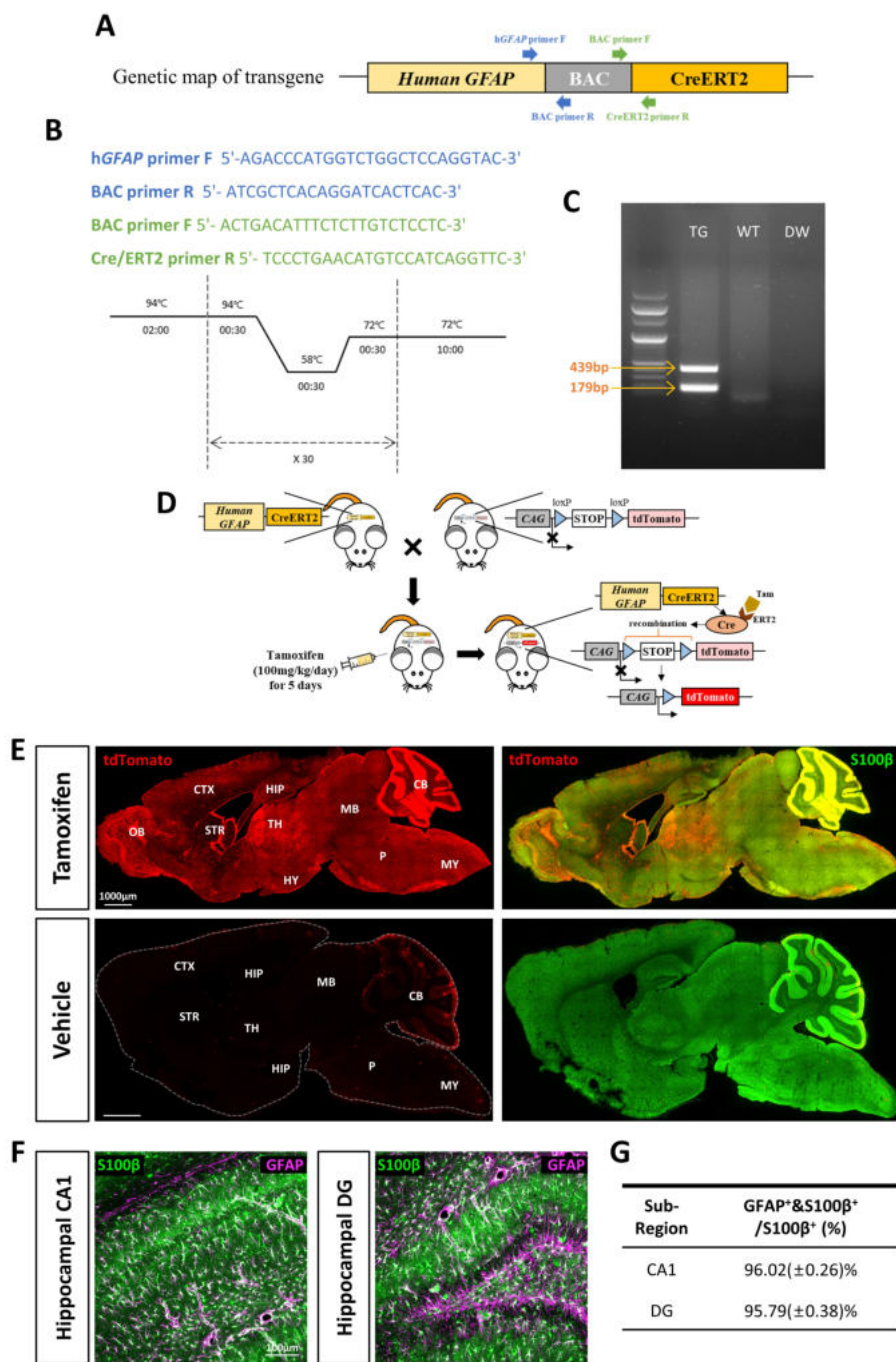 A
hGFAP primer F
BAC primer F
Genetic map of transgene
Human GFAP
BAC
CreERT2
BAC primer R
CreERT2 primer R
B
hGFAP primer F 5'-AGACCCATGGTCTGGCTCCAGGTAC-3'
BAC primer R 5'- ATCGCTCACAGGATCACTCAC-3'
BAC primer F 5'- ACTGACATTTCTCTTGTCTCCTC-3'
Cre/ERT2 primer R 5'- TCCCTGAACATGTCCATCAGGTTC-3'
94℃
94℃
72℃
72℃
02:00
00:30
00:30
10:00
58℃
00:30
X 30
C
TG
WT
DW
439bp
179bp
D
Human
GFAP
CreERT2
loxP
loxP
CAG
STOP
tdTomato
Tamoxifen
(100mg/kg/day)
for 5 days
Human
GFAP
CreERT2
Tam
ERT2
Cre
recombination
CAG
STOP
tdTomato
CAG
tdTomato
E
Tamoxifen
tdTomato
CTX
HIP
CB
OB
STR
TH
MB
P
MY
HY
1000μm
tdTomato
S100β
Vehicle
CTX
HIP
MB
CB
STR
TH
HIP
P
MY
F
Hippocampal CA1
S100β
GFAP
100μm
Hippocampal DG
S100β
GFAP
G
Sub-
Region
GFAP⁺&S100β⁺
/S100β⁺ (%)
CA1
96.02(±0.26)%
DG
95.79(±0.38)%